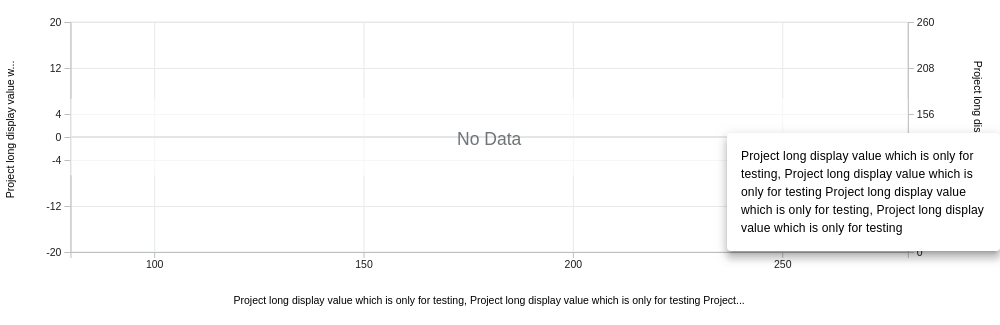 20
12
4
0
-4
-12
-20
Project long display value w...
No Data
260
208
156
0
Project long dis
Project long display value which is only for
testing, Project long display value which is
only for testing Project long display value
which is only for testing, Project long display
value which is only for testing
100
150
200
250
Project long display value which is only for testing, Project long display value which is only for testing Project...